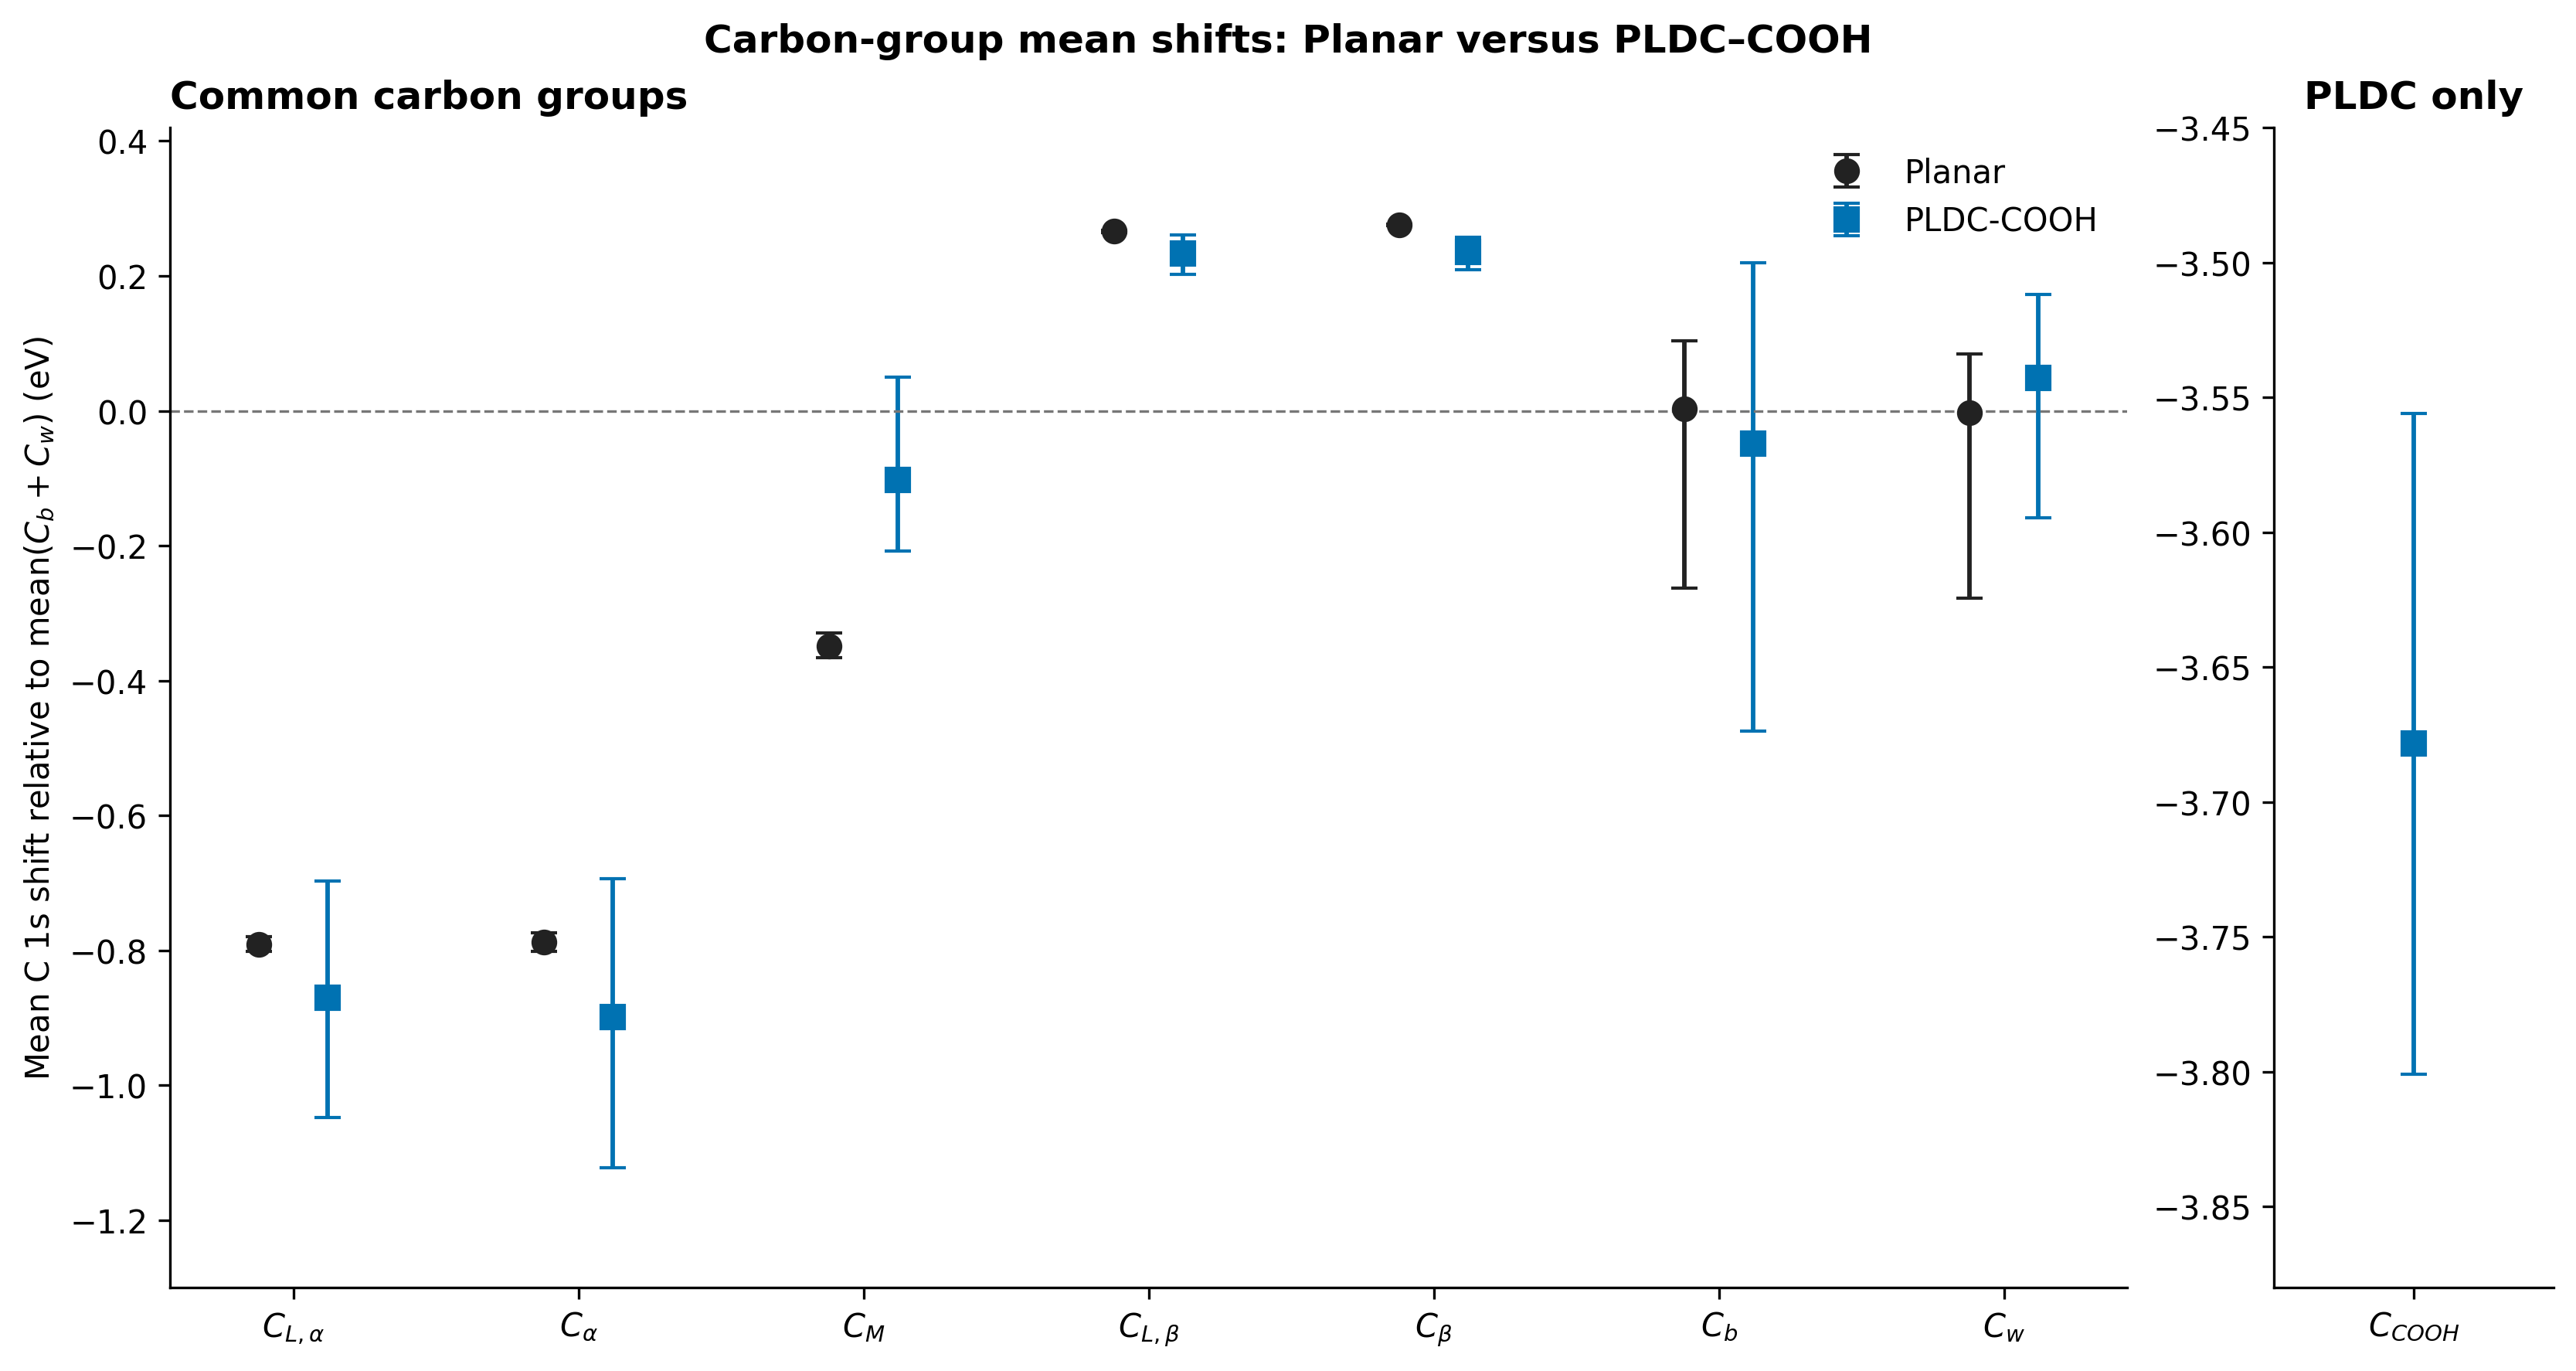 Carbon-group mean shifts: Planar versus PLDC–COOH
Common carbon groups
PLDC only
Mean C 1s shift relative to mean(C_b + C_w) (eV)
0.4
0.2
0.0
−0.2
−0.4
−0.6
−0.8
−1.0
−1.2
Planar
PLDC-COOH
C_{L, α}
C_α
C_M
C_{L, β}
C_β
C_b
C_w
−3.45
−3.50
−3.55
−3.60
−3.65
−3.70
−3.75
−3.80
−3.85
C_{COOH}